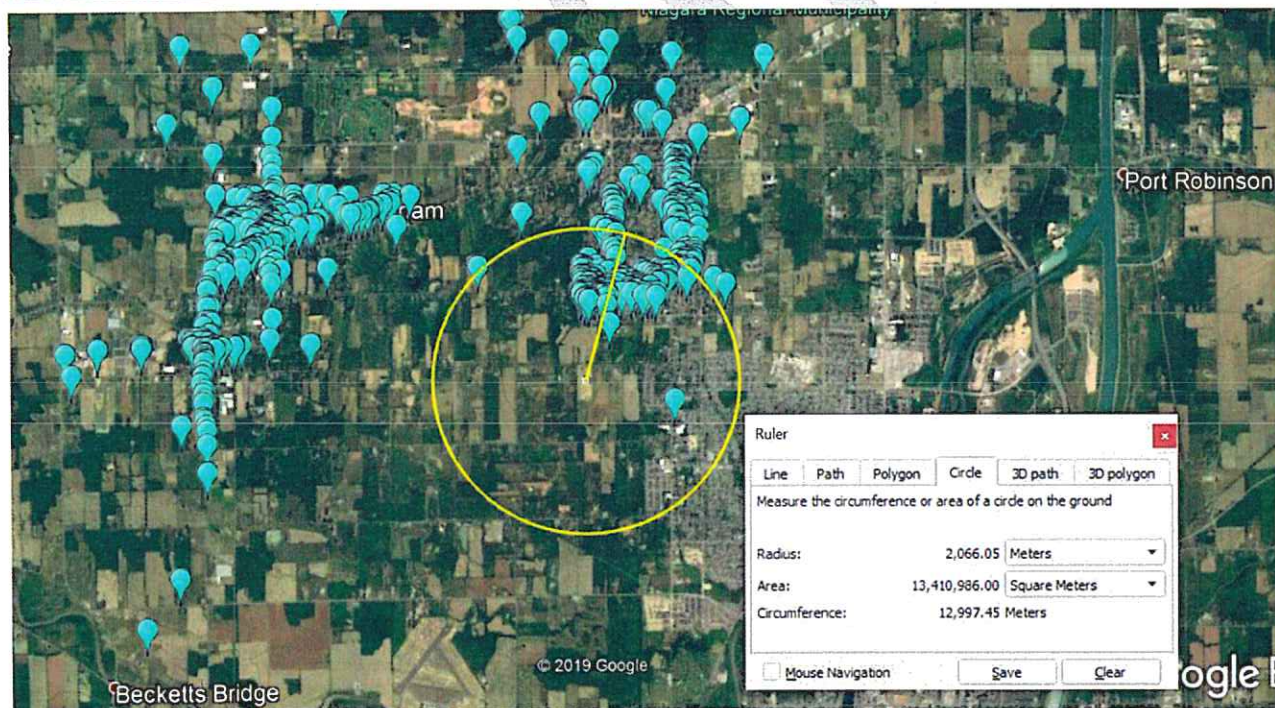 Niagara Regional Municipality
Port Robinson
am
Ruler
Line Path Polygon Circle 3D path 3D polygon
Measure the circumference or area of a circle on the ground
Radius: 2,066.05 Meters
Area: 13,410,986.00 Square Meters
Circumference: 12,997.45 Meters
Mouse Navigation Save Clear
© 2019 Google
ogle E
Becketts Bridge